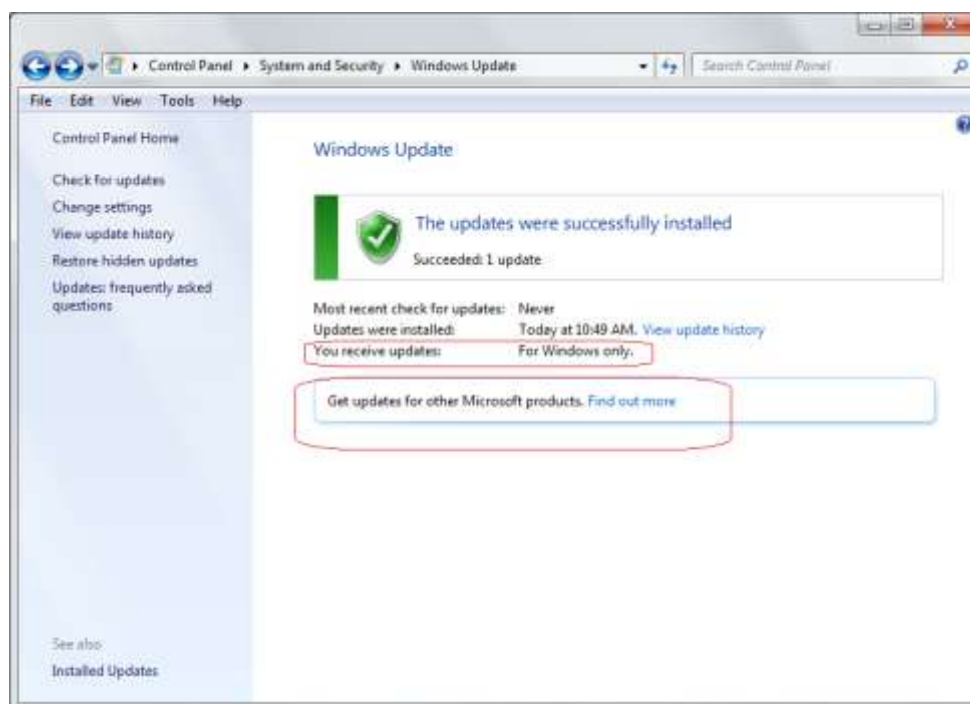 Control Panel ▸ System and Security ▸ Windows Update
Search Control Panel
File Edit View Tools Help
Control Panel Home
Check for updates
Change settings
View update history
Restore hidden updates
Updates: frequently asked
questions
See also
Installed Updates
Windows Update
The updates were successfully installed
Succeeded: 1 update
Most recent check for updates: Never
Updates were installed: Today at 10:49 AM. View update history
You receive updates: For Windows only.
Get updates for other Microsoft products. Find out more